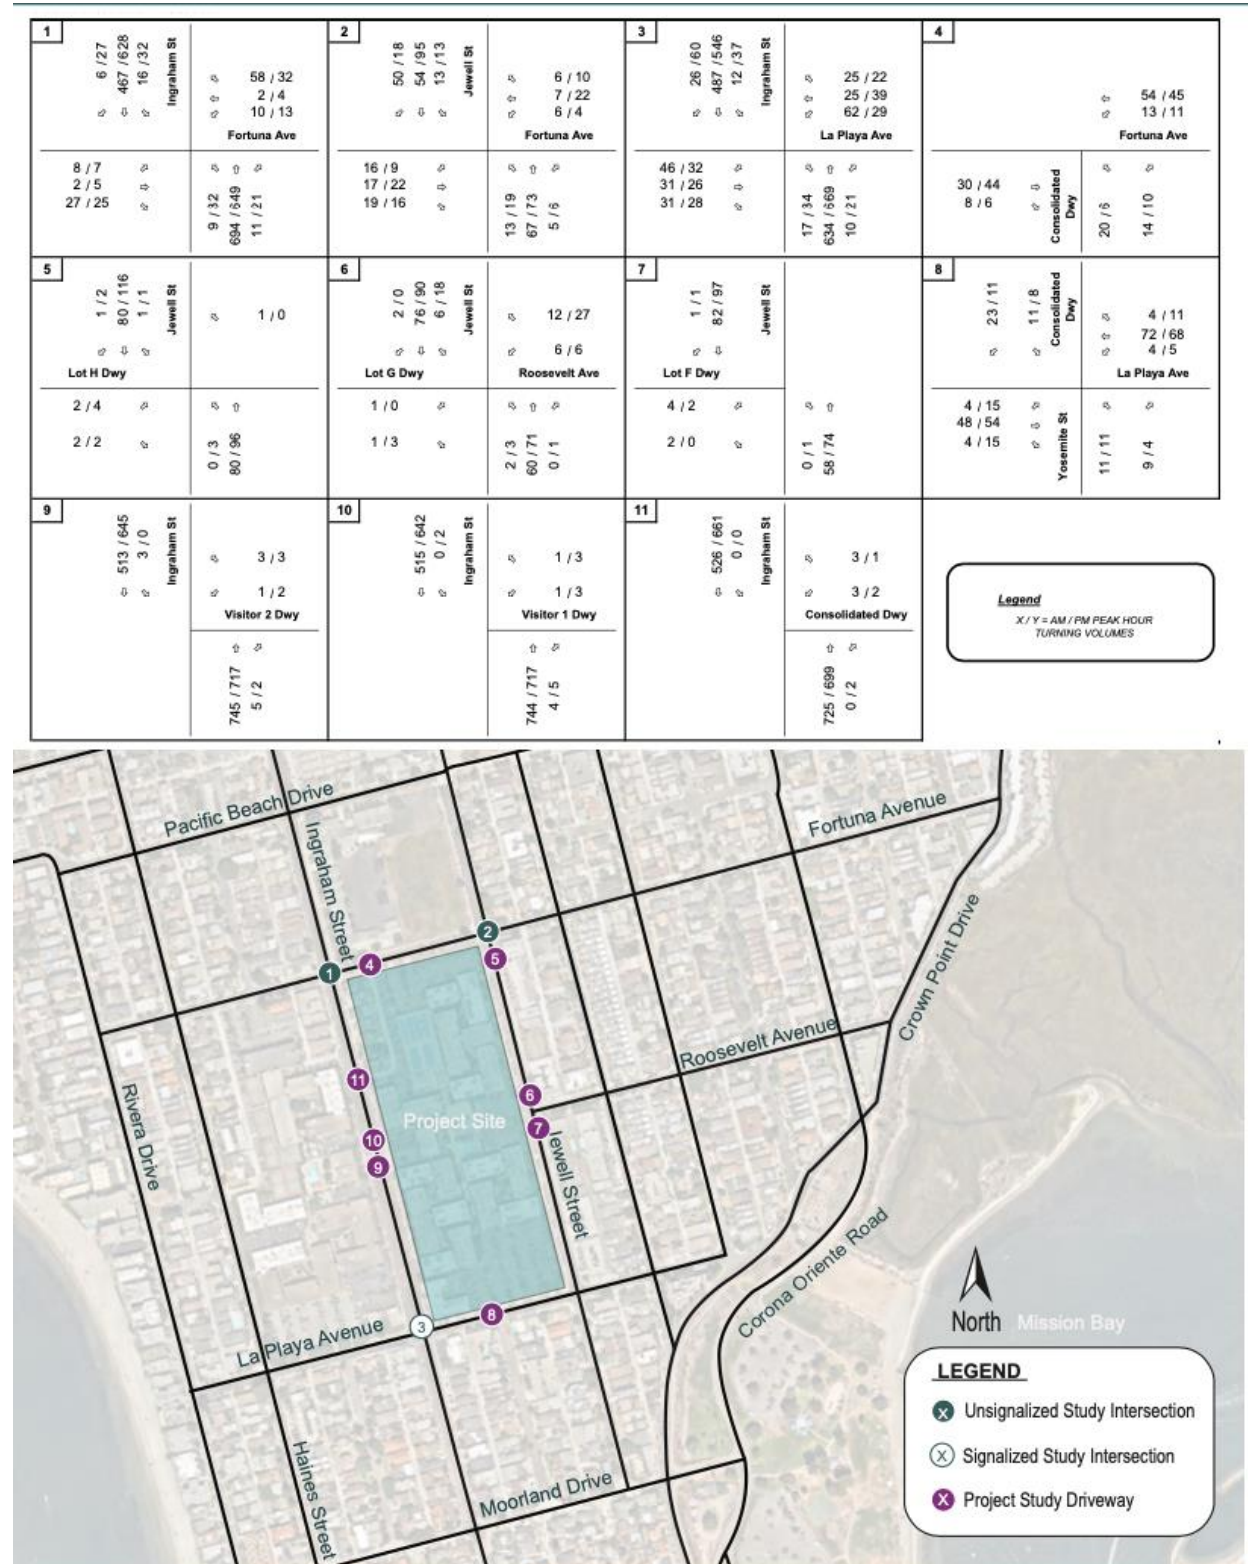 1
6 / 27
467 / 628
16 / 32
Ingraham St
58 / 32
2 / 4
10 / 13
Fortuna Ave
8 / 7
2 / 5
27 / 25
9 / 32
694 / 649
11 / 21
2
50 / 18
54 / 95
13 / 13
Jewell St
6 / 10
7 / 22
6 / 4
Fortuna Ave
16 / 9
17 / 22
19 / 16
13 / 19
67 / 73
5 / 6
3
26 / 60
487 / 546
12 / 37
Ingraham St
25 / 22
25 / 39
62 / 29
La Playa Ave
46 / 32
31 / 26
31 / 28
17 / 34
634 / 669
10 / 21
4
54 / 45
13 / 11
Fortuna Ave
30 / 44
8 / 6
Consolidated
Dwy
20 / 6
14 / 10
5
1 / 2
80 / 116
1 / 1
Jewell St
1 / 0
Lot H Dwy
2 / 4
2 / 2
0 / 3
80 / 96
6
2 / 0
76 / 90
6 / 18
Jewell St
12 / 27
6 / 6
Lot G Dwy
Roosevelt Ave
1 / 0
1 / 3
2 / 3
60 / 71
0 / 1
7
1 / 1
82 / 97
Jewell St
Lot F Dwy
4 / 2
2 / 0
0 / 1
58 / 74
8
23 / 11
11 / 8
Consolidated
Dwy
4 / 11
72 / 68
4 / 5
La Playa Ave
4 / 15
48 / 54
4 / 15
Yosemite St
11 / 11
9 / 4
9
513 / 645
3 / 0
Ingraham St
3 / 3
1 / 2
Visitor 2 Dwy
745 / 717
5 / 2
10
515 / 642
0 / 2
Ingraham St
1 / 3
1 / 3
Visitor 1 Dwy
744 / 717
4 / 5
11
526 / 661
0 / 0
Ingraham St
3 / 1
3 / 2
Consolidated Dwy
725 / 699
0 / 2
Legend
X / Y = AM / PM PEAK HOUR
TURNING VOLUMES
Pacific Beach Drive
Ingraham Street
Fortuna Avenue
Crown Point Drive
2
5
1
4
Roosevelt Avenue
11
Rivera Drive
6
Project Site
10
7
9
Jewell Street
Corona Oriente Road
8
3
La Playa Avenue
North
Mission Bay
Haines Street
Moorland Drive
LEGEND
X Unsignalized Study Intersection
X Signalized Study Intersection
X Project Study Driveway